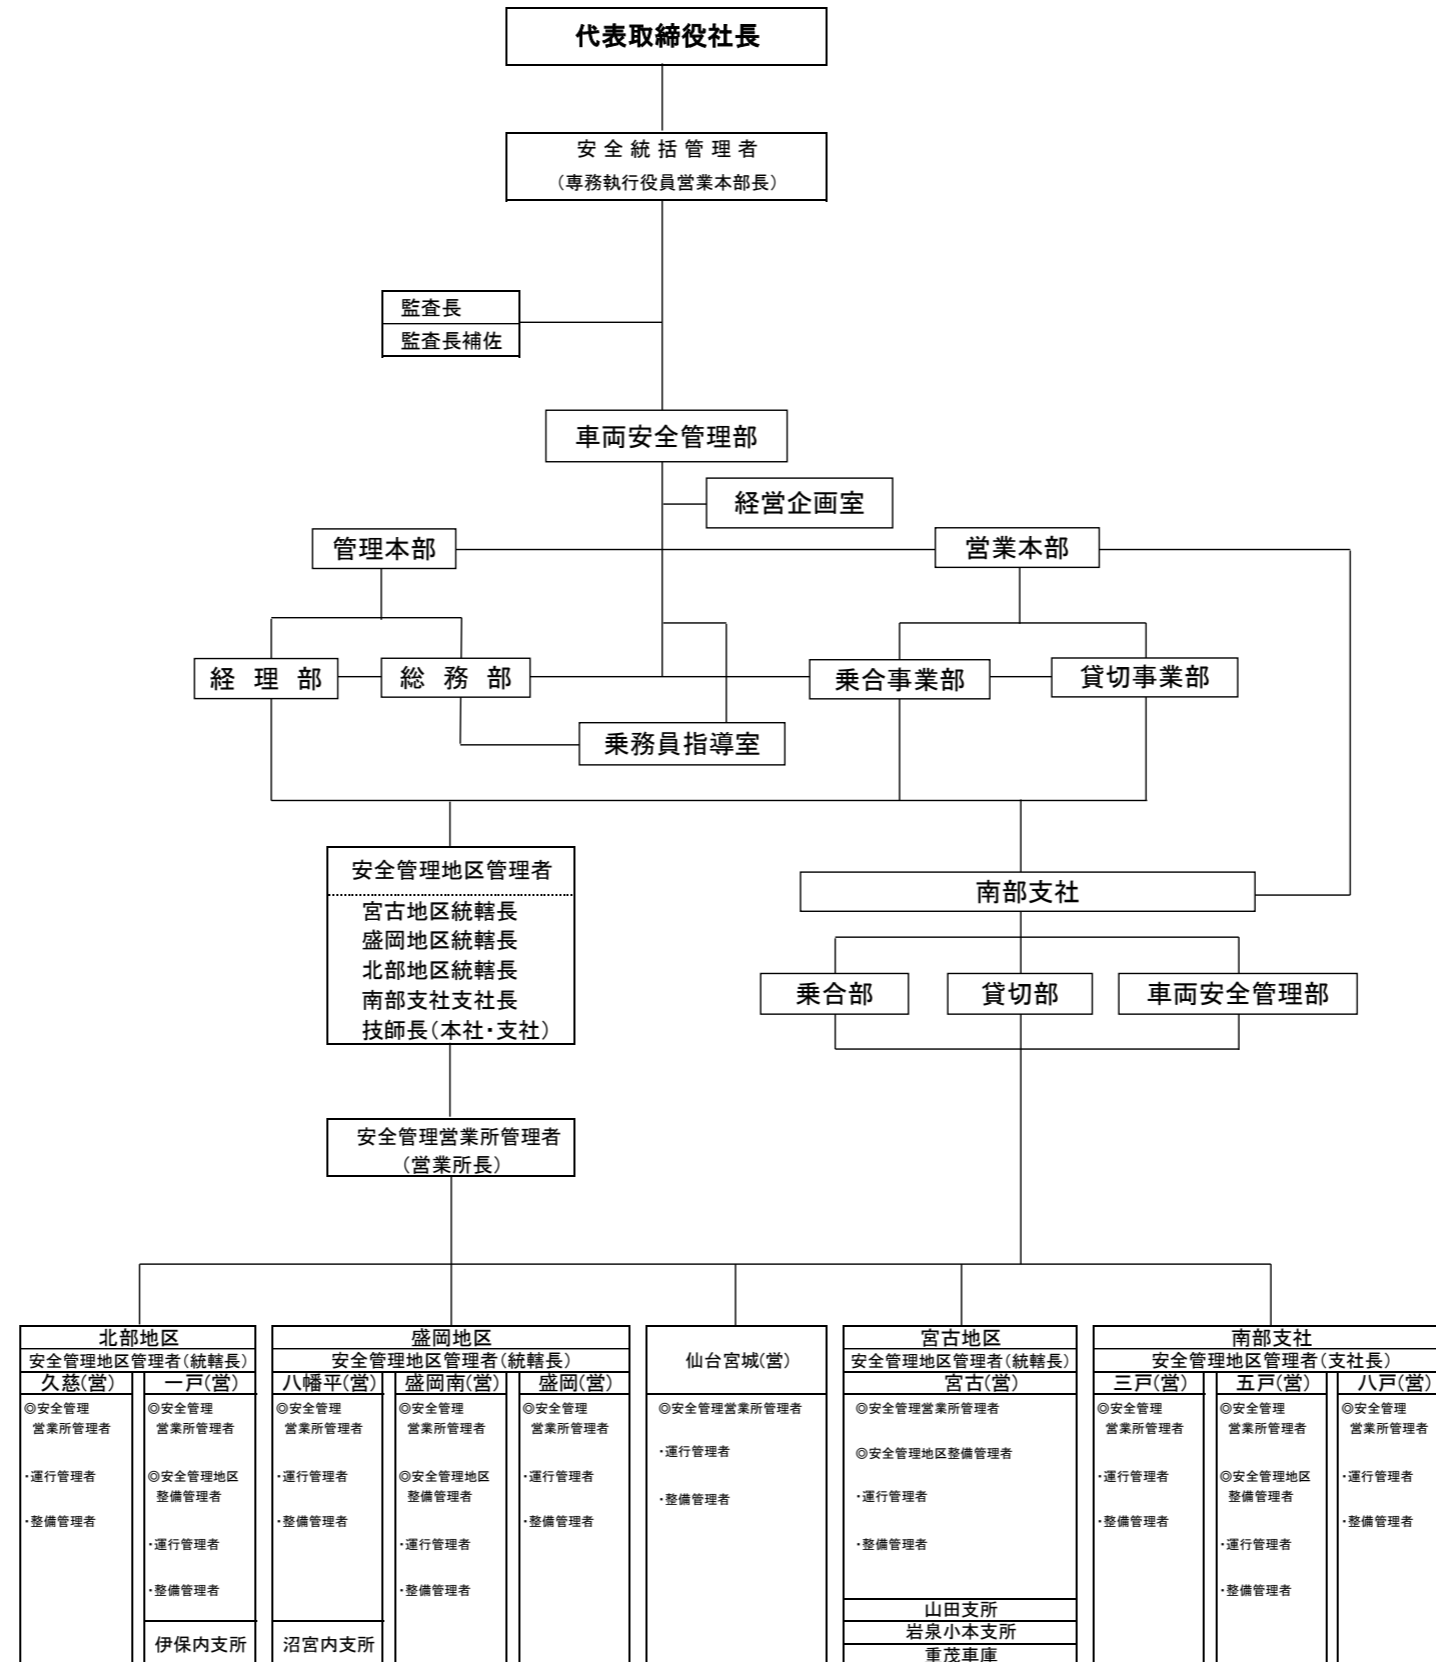 代表取締役社長
安全統括管理者
（専務執行役員営業本部長）
監査長
監査長補佐
車両安全管理部
経営企画室
管理本部
営業本部
経理部
総務部
乗合事業部
貸切事業部
乗務員指導室
安全管理地区管理者
宮古地区統轄長
盛岡地区統轄長
北部地区統轄長
南部支社支社長
技師長（本社・支社）
南部支社
乗合部
貸切部
車両安全管理部
安全管理営業所管理者
（営業所長）
北部地区
安全管理地区管理者（統轄長）
久慈(営)
◎安全管理
営業所管理者
・運行管理者
・整備管理者
一戸(営)
◎安全管理
営業所管理者
◎安全管理地区
整備管理者
・運行管理者
・整備管理者
伊保内支所
盛岡地区
安全管理地区管理者（統轄長）
八幡平(営)
◎安全管理
営業所管理者
・運行管理者
・整備管理者
沼宮内支所
盛岡南(営)
◎安全管理
営業所管理者
◎安全管理地区
整備管理者
・運行管理者
・整備管理者
盛岡(営)
◎安全管理
営業所管理者
・運行管理者
・整備管理者
仙台宮城(営)
◎安全管理営業所管理者
・運行管理者
・整備管理者
宮古地区
安全管理地区管理者（統轄長）
宮古(営)
◎安全管理営業所管理者
◎安全管理地区整備管理者
・運行管理者
・整備管理者
山田支所
岩泉小本支所
重茂車庫
南部支社
安全管理地区管理者（支社長）
三戸(営)
◎安全管理
営業所管理者
・運行管理者
・整備管理者
五戸(営)
◎安全管理
営業所管理者
◎安全管理地区
整備管理者
・運行管理者
・整備管理者
八戸(営)
◎安全管理
営業所管理者
・運行管理者
・整備管理者